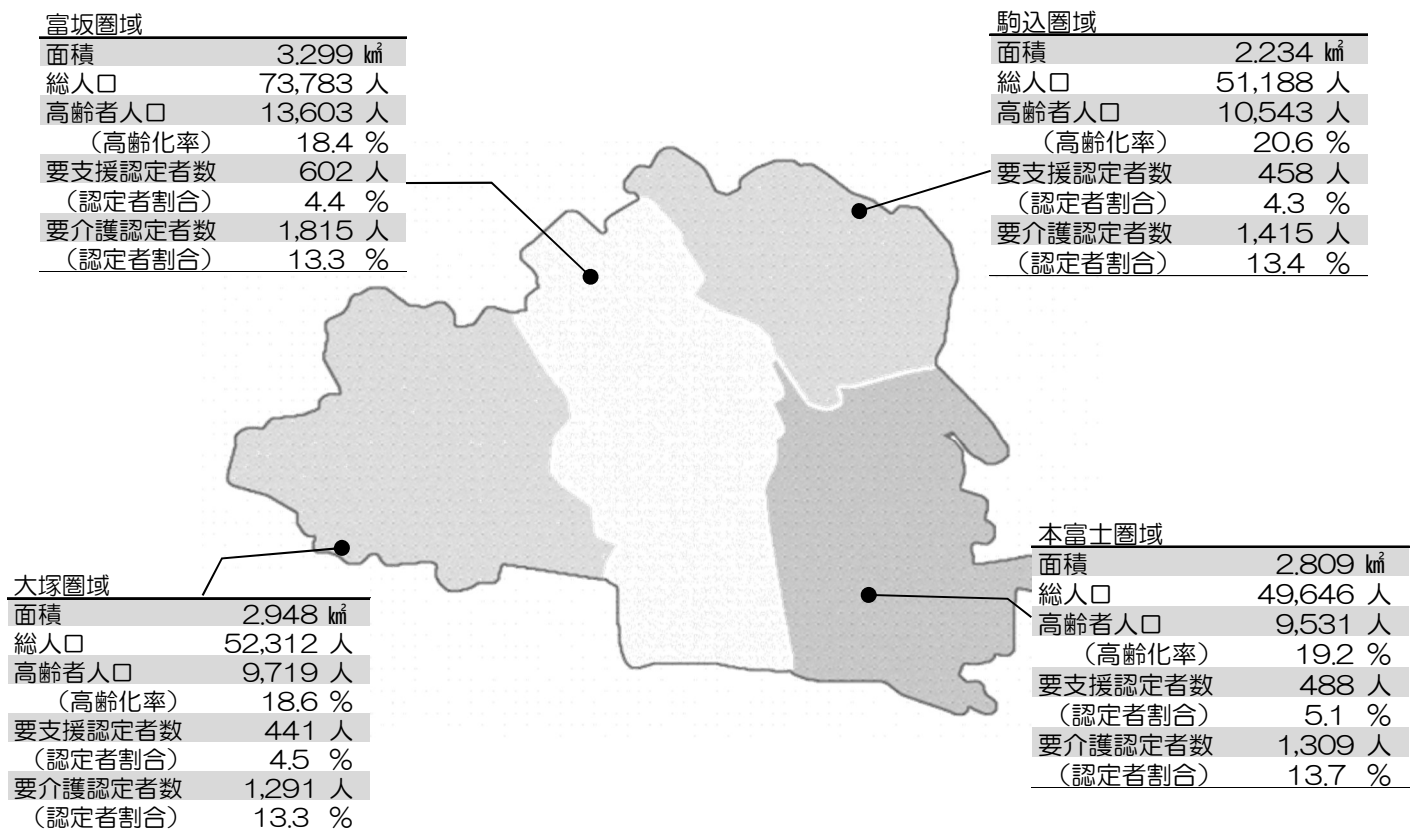 富坂圏域
面積 3.299 ㎢
総人口 73,783 人
高齢者人口 13,603 人
（高齢化率） 18.4 %
要支援認定者数 602 人
（認定者割合） 4.4 %
要介護認定者数 1,815 人
（認定者割合） 13.3 %
駒込圏域
面積 2.234 ㎢
総人口 51,188 人
高齢者人口 10,543 人
（高齢化率） 20.6 %
要支援認定者数 458 人
（認定者割合） 4.3 %
要介護認定者数 1,415 人
（認定者割合） 13.4 %
大塚圏域
面積 2.948 ㎢
総人口 52,312 人
高齢者人口 9,719 人
（高齢化率） 18.6 %
要支援認定者数 441 人
（認定者割合） 4.5 %
要介護認定者数 1,291 人
（認定者割合） 13.3 %
本富士圏域
面積 2.809 ㎢
総人口 49,646 人
高齢者人口 9,531 人
（高齢化率） 19.2 %
要支援認定者数 488 人
（認定者割合） 5.1 %
要介護認定者数 1,309 人
（認定者割合） 13.7 %